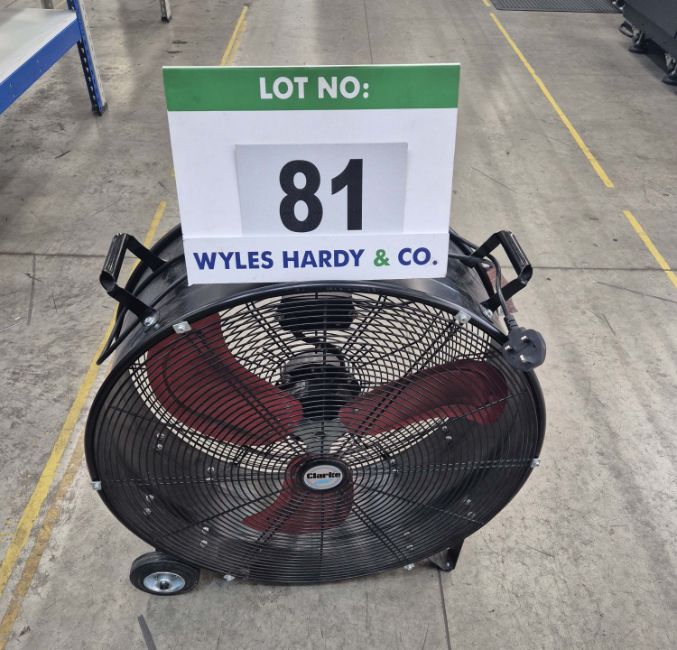 LOT NO:
81
WYLES HARDY & CO.
Clarke